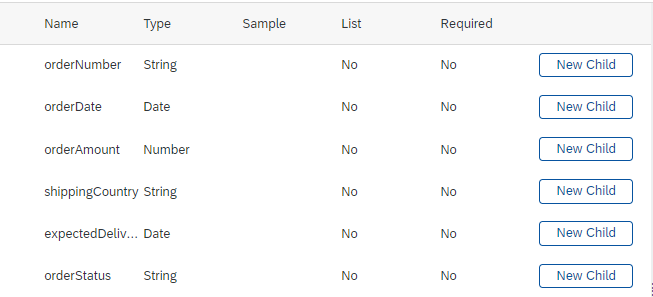 Name Type Sample List Required
orderNumber String No No New Child
orderDate Date No No New Child
orderAmount Number No No New Child
shippingCountry String No No New Child
expectedDeliv... Date No No New Child
orderStatus String No No New Child